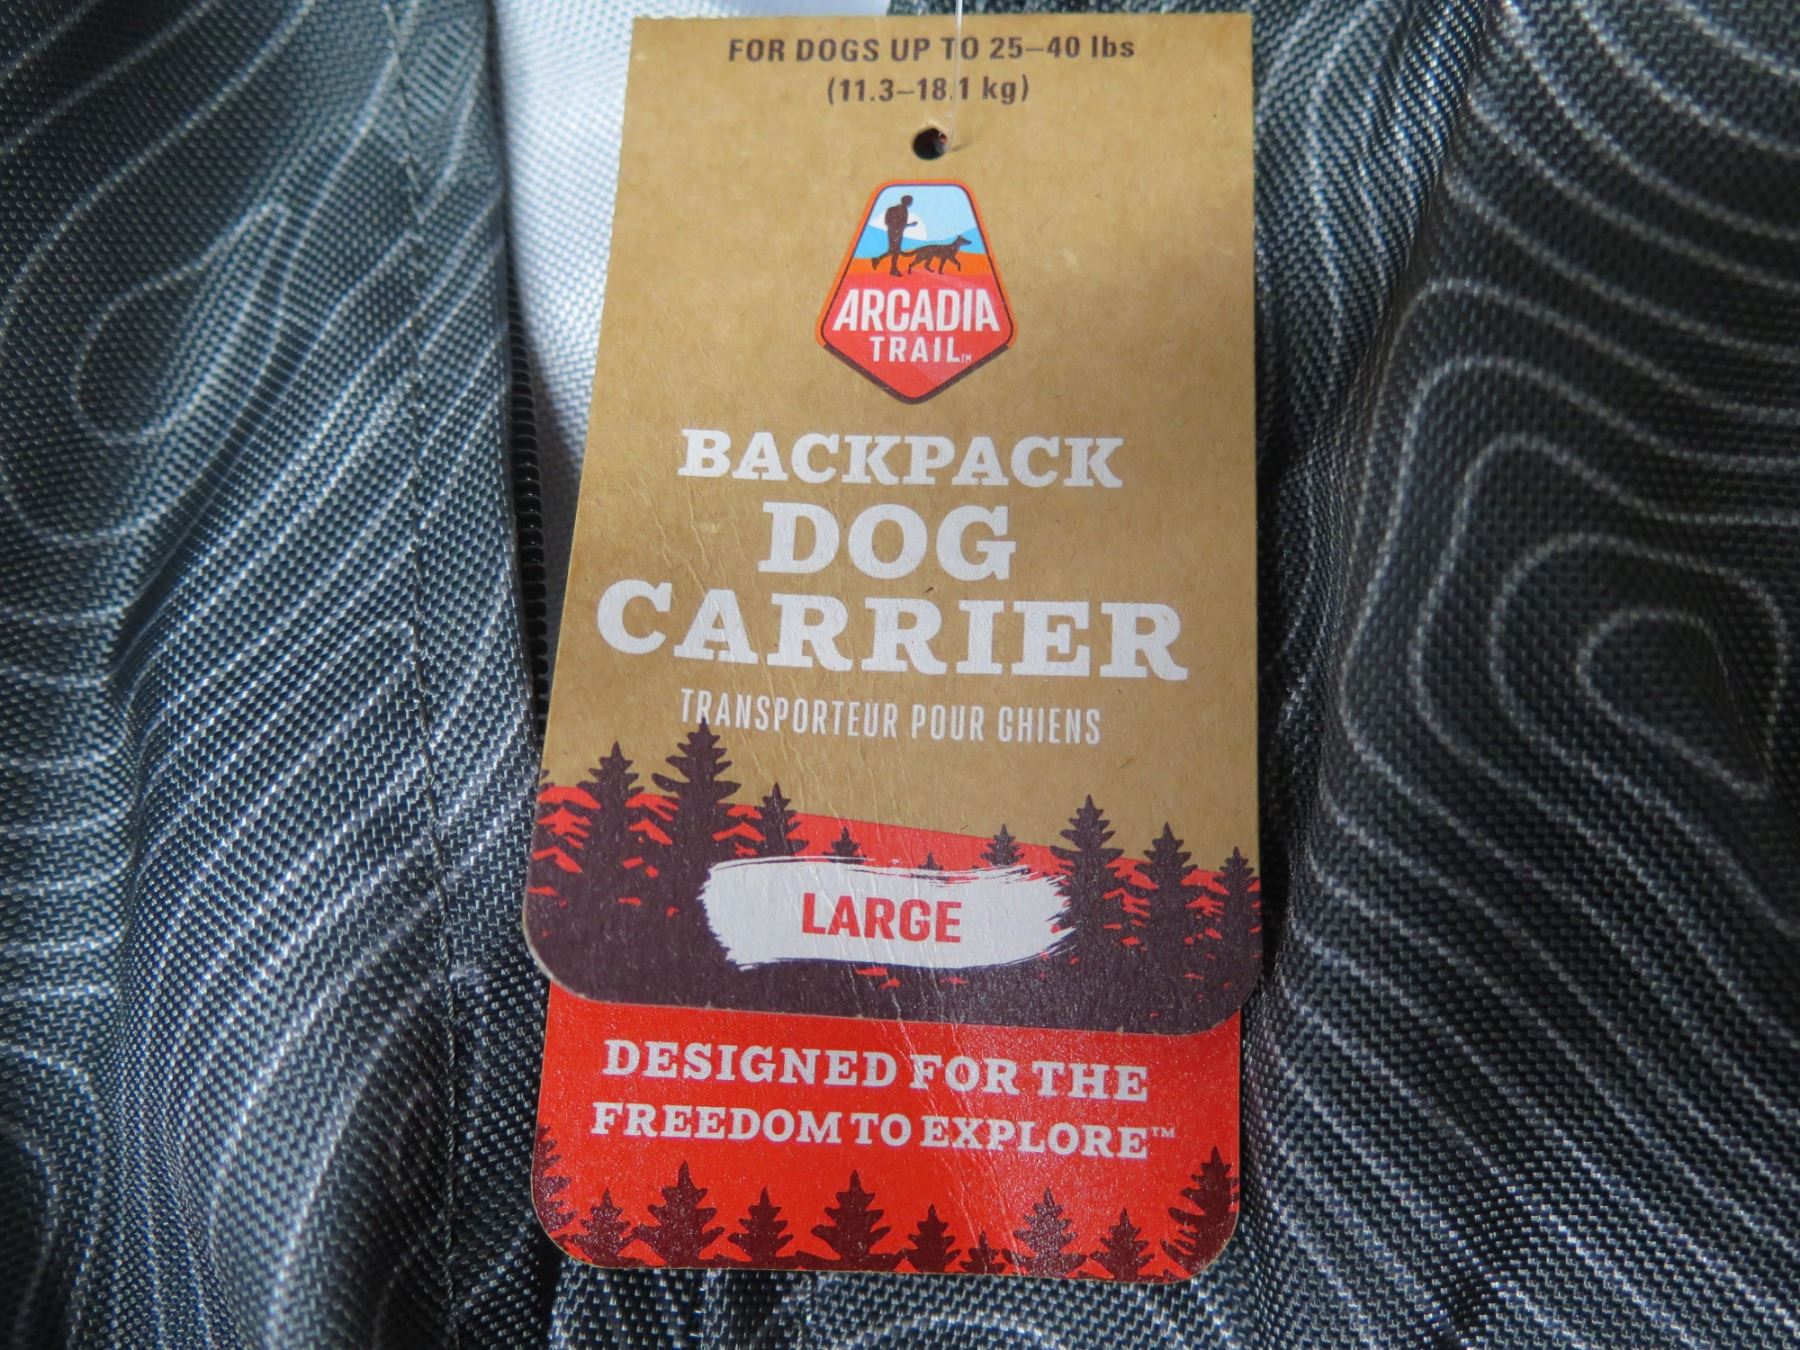 FOR DOGS UP TO 25–40 lbs
(11.3–18.1 kg)
ARCADIA
TRAIL™
BACKPACK
DOG
CARRIER
TRANSPORTEUR POUR CHIENS
LARGE
DESIGNED FOR THE
FREEDOM TO EXPLORE™